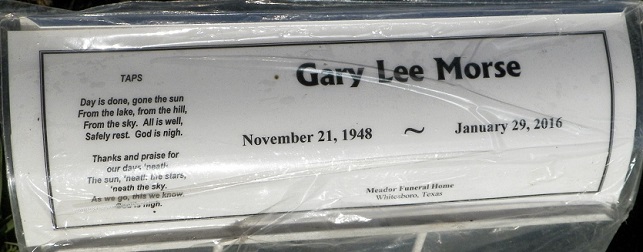 TAPS
Day is done, gone the sun
From the lake, from the hill,
From the sky. All is well,
Safely rest. God is nigh.
Thanks and praise for
our days 'neath
The sun, 'neath the stars,
'neath the sky.
As we go, this we know
God is nigh.
Gary Lee Morse
November 21, 1948 ~ January 29, 2016
Meador Funeral Home
Whitesboro, Texas